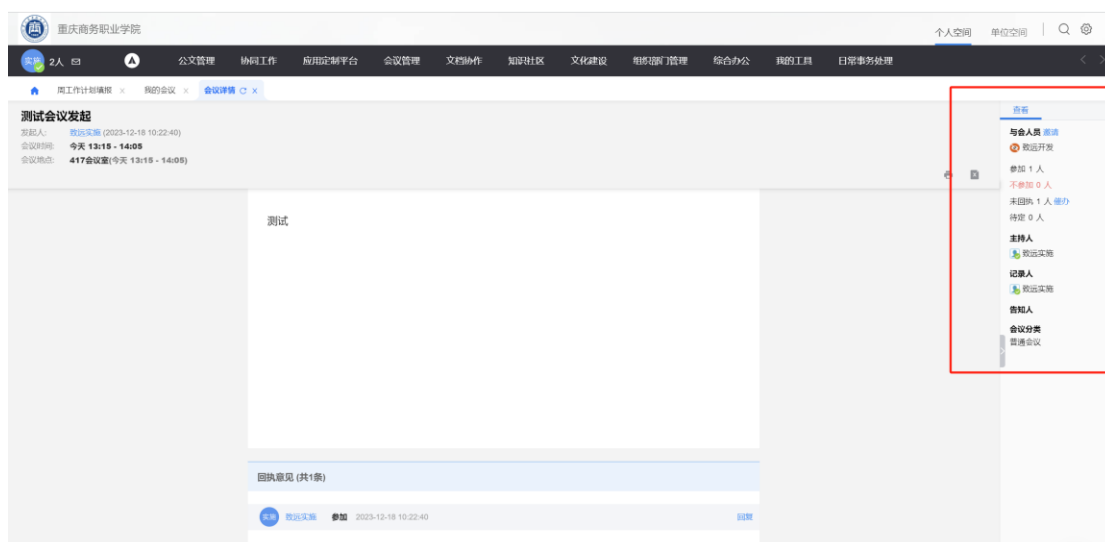 重庆商务职业学院
个人空间 单位空间
实施 2人 公文管理 协同工作 应用定制平台 会议管理 文档协作 知识社区 文化建设 组织部门管理 综合办公 我的工具 日常事务处理
周工作计划填报 × 我的会议 × 会议详情 ×
测试会议发起
发起人: 致远实施 (2023-12-18 10:22:40)
会议时间: 今天 13:15 - 14:05
会议地点: 417会议室(今天 13:15 - 14:05)
查看
与会人员 邀请
致远开发
参加 1 人
不参加 0 人
未回执 1 人 催办
待定 0 人
主持人
致远实施
记录人
致远实施
告知人
会议分类
普通会议
测试
回执意见 (共1条)
实施 致远实施 参加 2023-12-18 10:22:40 回复